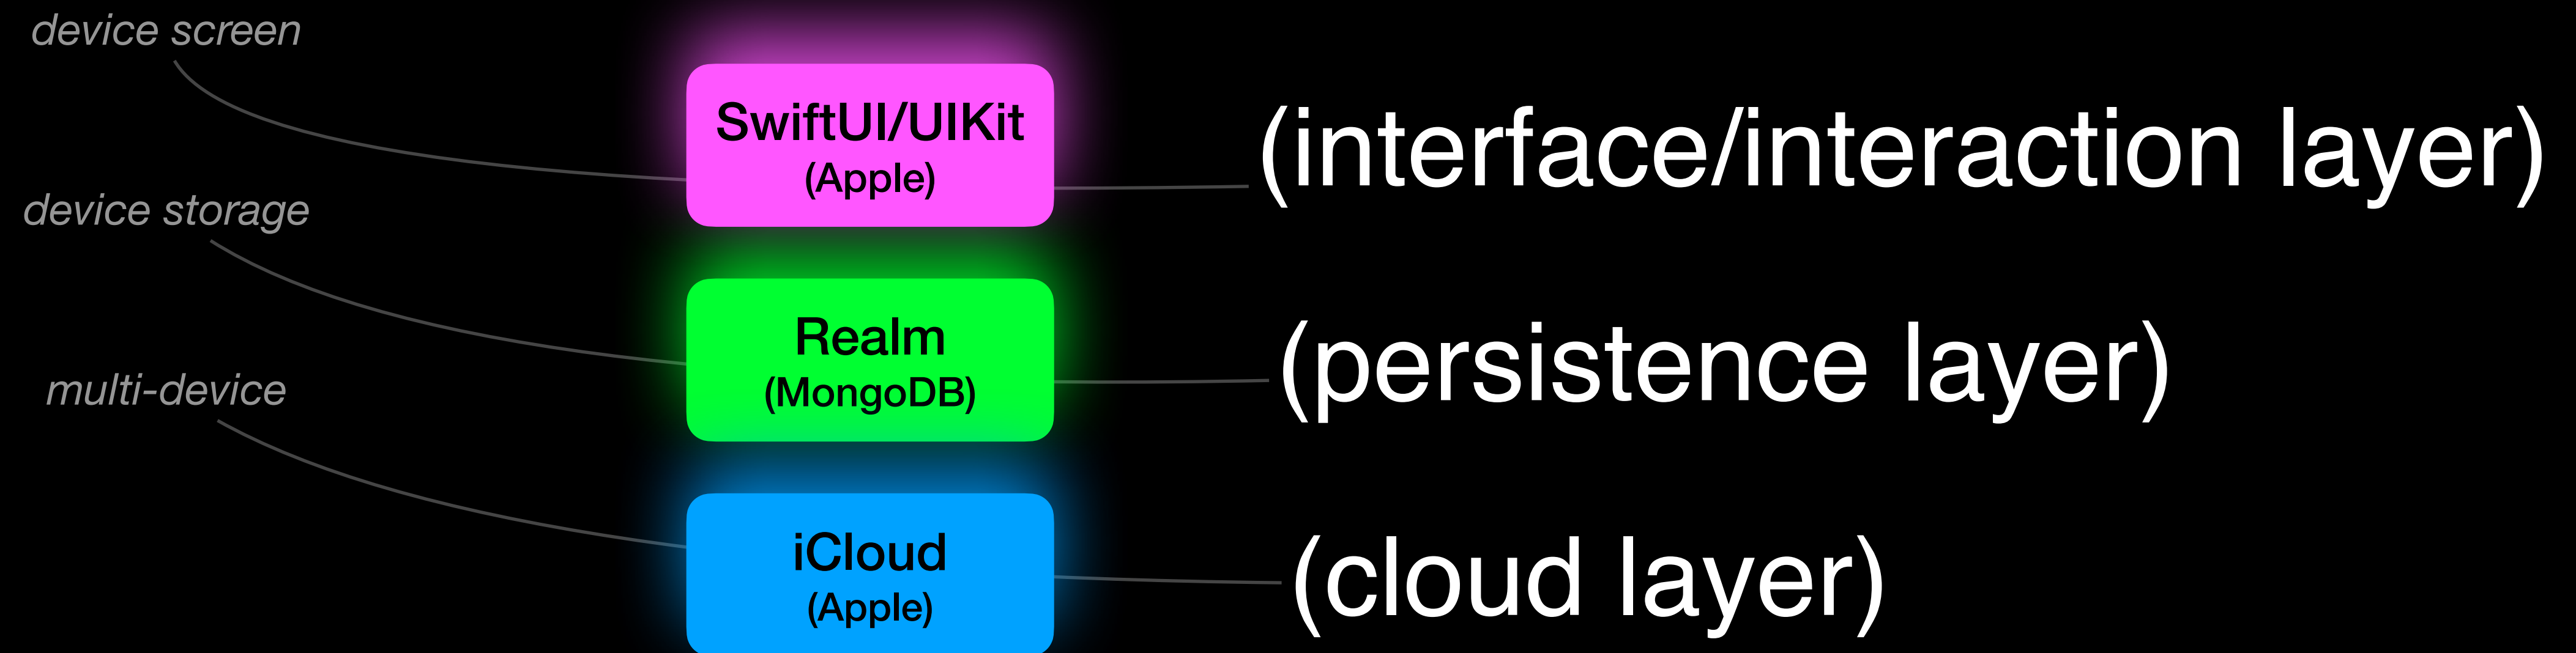 device screen
SwiftUI/UIKit
(Apple)
(interface/interaction layer)
device storage
Realm
(MongoDB)
(persistence layer)
multi-device
iCloud
(Apple)
(cloud layer)